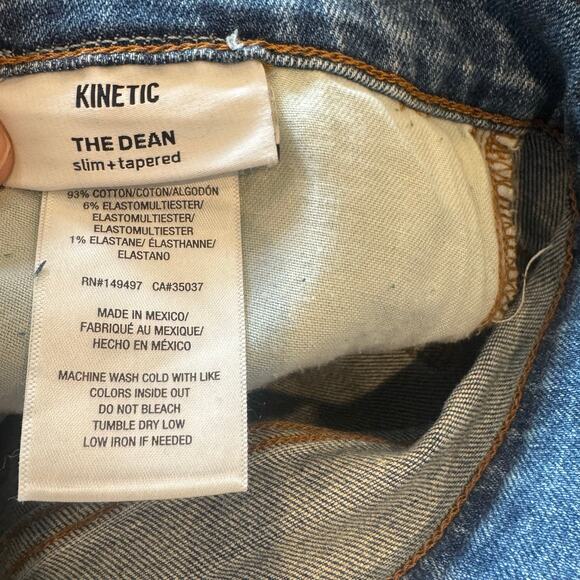 KINETIC
THE DEAN
slim+tapered
93% COTTON/COTON/ALGODÓN
6% ELASTOMULTIESTER/
ELASTOMULTIESTER/
ELASTOMULTIESTER
1% ELASTANE/ ÉLASTHANNE/
ELASTANO
RN#149497 CA#35037
MADE IN MEXICO/
FABRIQUÉ AU MEXIQUE/
HECHO EN MÉXICO
MACHINE WASH COLD WITH LIKE
COLORS INSIDE OUT
DO NOT BLEACH
TUMBLE DRY LOW
LOW IRON IF NEEDED